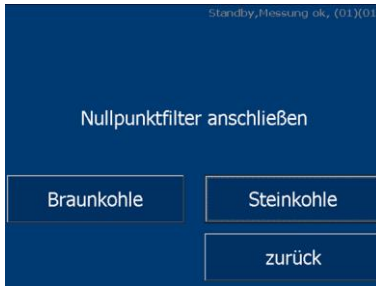 Standby,Messung ok, (01)(01
Nullpunktfilter anschließen
Braunkohle Steinkohle
zurück